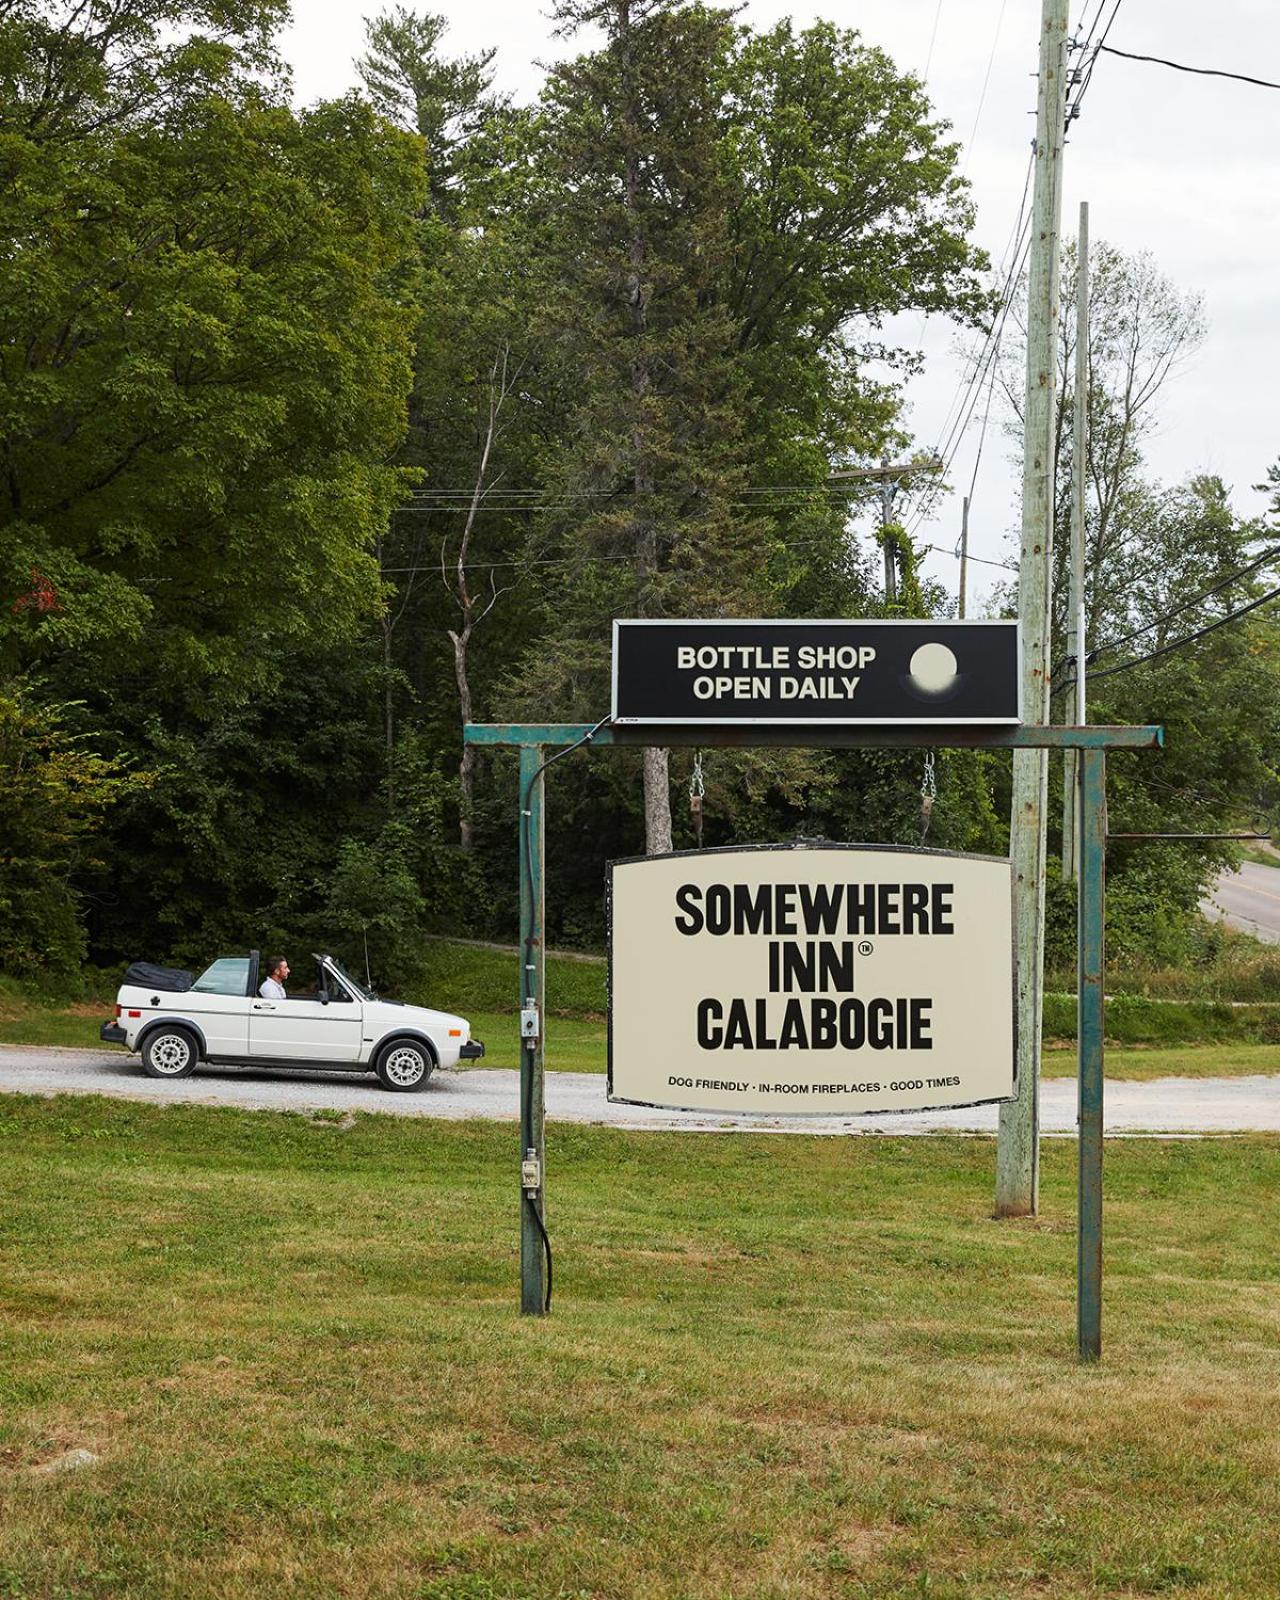 BOTTLE SHOP
OPEN DAILY
SOMEWHERE
INN™
CALABOGIE
DOG FRIENDLY · IN-ROOM FIREPLACES · GOOD TIMES